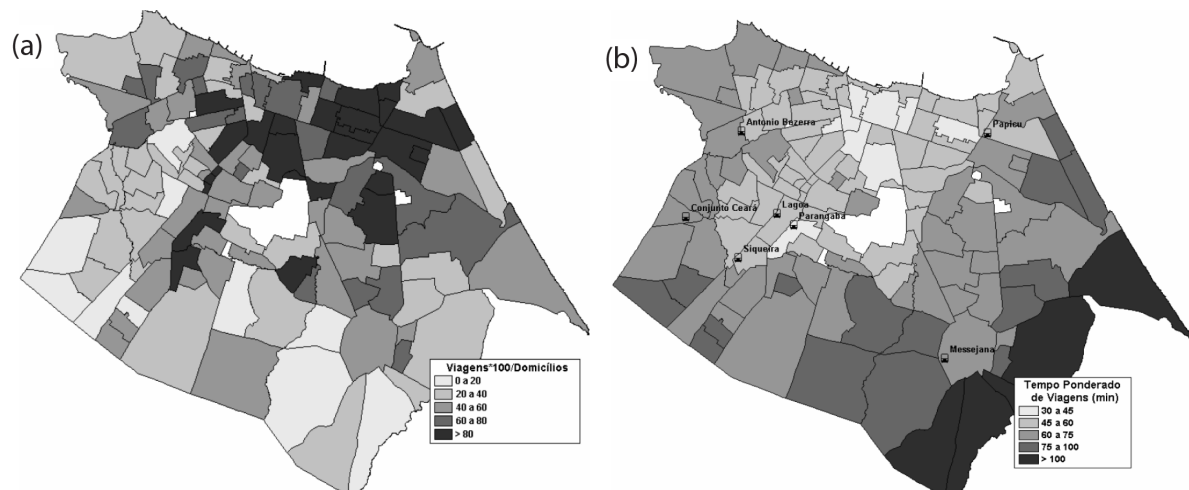 (a)
Viagens*100/Domicílios
0 a 20
20 a 40
40 a 60
60 a 80
> 80
(b)
Antonio Bezerra
Papicu
Conjunto Ceará
Lagoa
Parangaba
Siqueira
Messejana
Tempo Ponderado
de Viagens (min)
30 a 45
45 a 60
60 a 75
75 a 100
> 100